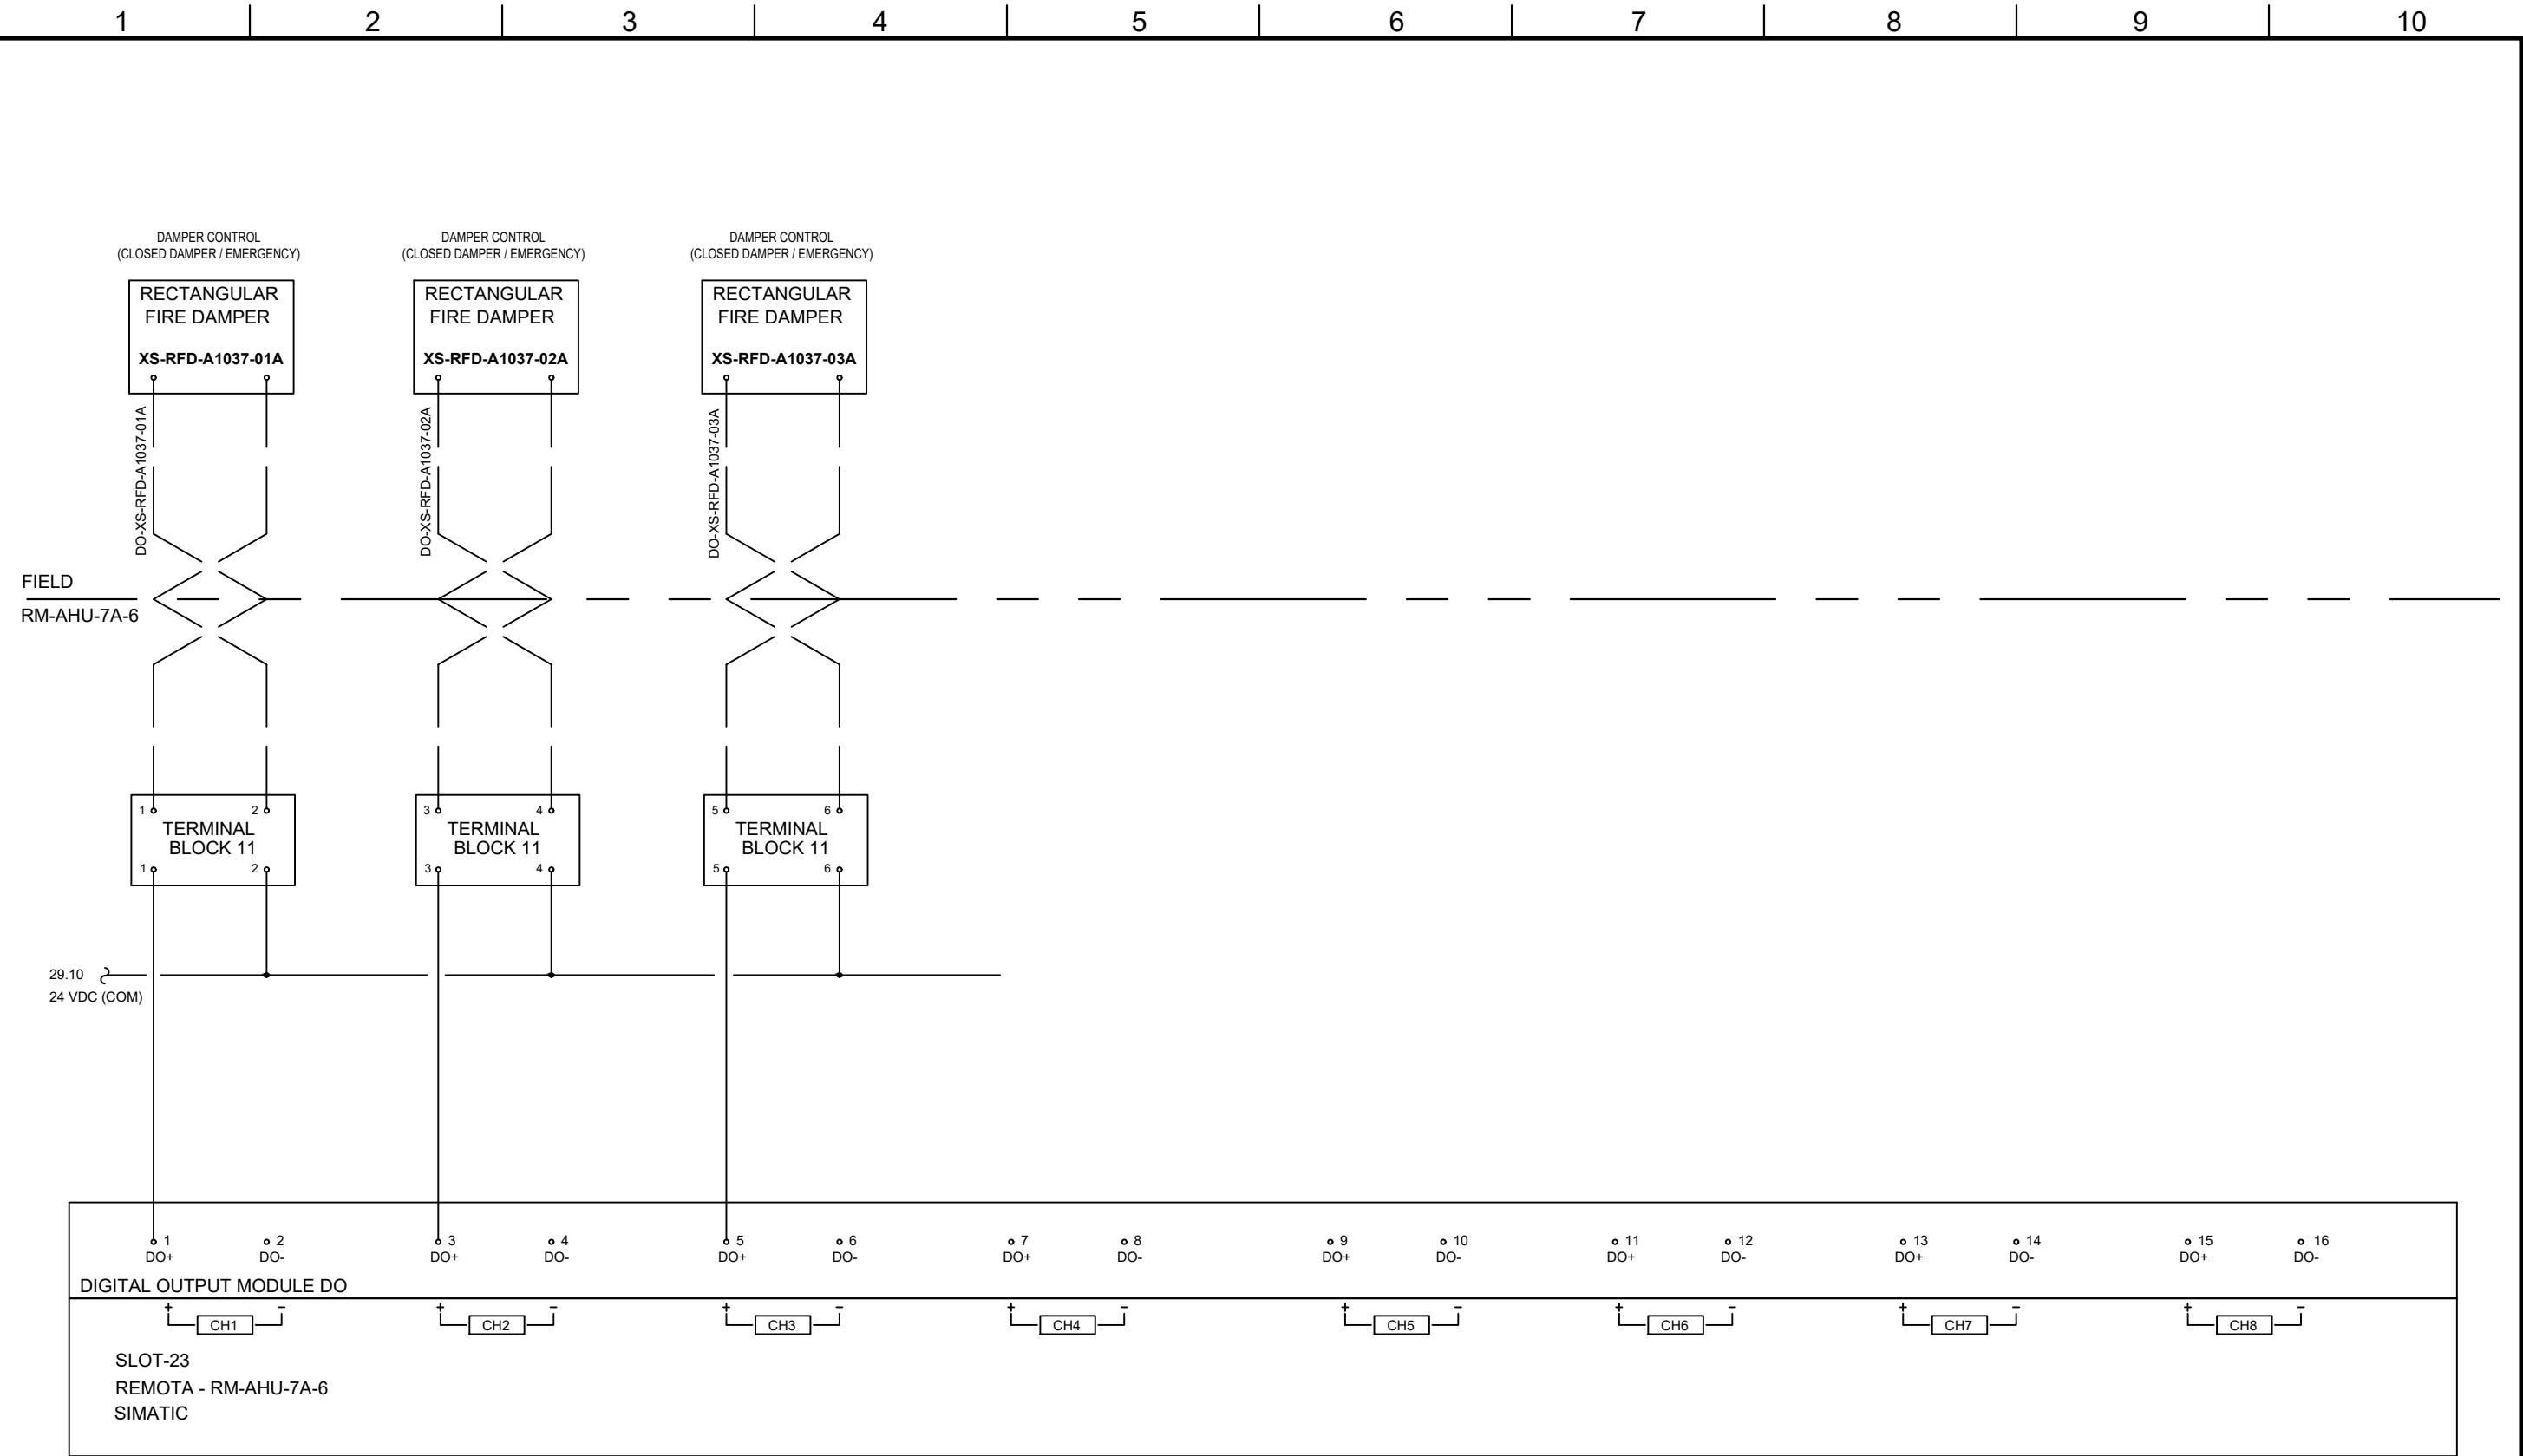 1 2 3 4 5 6 7 8 9 10
DAMPER CONTROL
(CLOSED DAMPER / EMERGENCY)
RECTANGULAR
FIRE DAMPER
XS-RFD-A1037-01A
DO-XS-RFD-A1037-01A
DAMPER CONTROL
(CLOSED DAMPER / EMERGENCY)
RECTANGULAR
FIRE DAMPER
XS-RFD-A1037-02A
DO-XS-RFD-A1037-02A
DAMPER CONTROL
(CLOSED DAMPER / EMERGENCY)
RECTANGULAR
FIRE DAMPER
XS-RFD-A1037-03A
DO-XS-RFD-A1037-03A
FIELD
RM-AHU-7A-6
1 2
TERMINAL
BLOCK 11
1 2
3 4
TERMINAL
BLOCK 11
3 4
5 6
TERMINAL
BLOCK 11
5 6
29.10
24 VDC (COM)
1 2 3 4 5 6 7 8 9 10 11 12 13 14 15 16
DO+ DO- DO+ DO- DO+ DO- DO+ DO- DO+ DO- DO+ DO- DO+ DO- DO+ DO-
DIGITAL OUTPUT MODULE DO
+ - + - + - + - + - + - + - + -
CH1 CH2 CH3 CH4 CH5 CH6 CH7 CH8
SLOT-23
REMOTA - RM-AHU-7A-6
SIMATIC